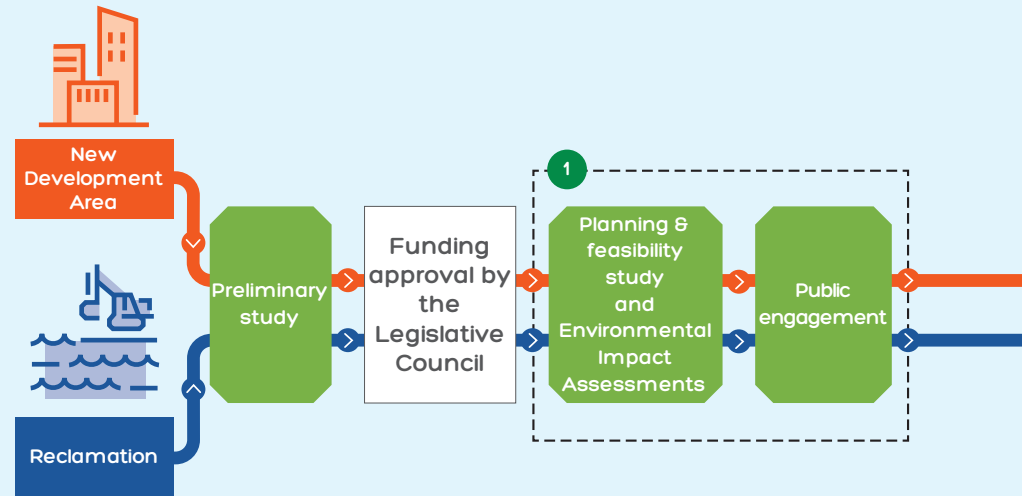 New
Development
Area
Reclamation
Preliminary
study
Funding
approval by
the
Legislative
Council
1
Planning &
feasibility
study
and
Environmental
Impact
Assessments
Public
engagement